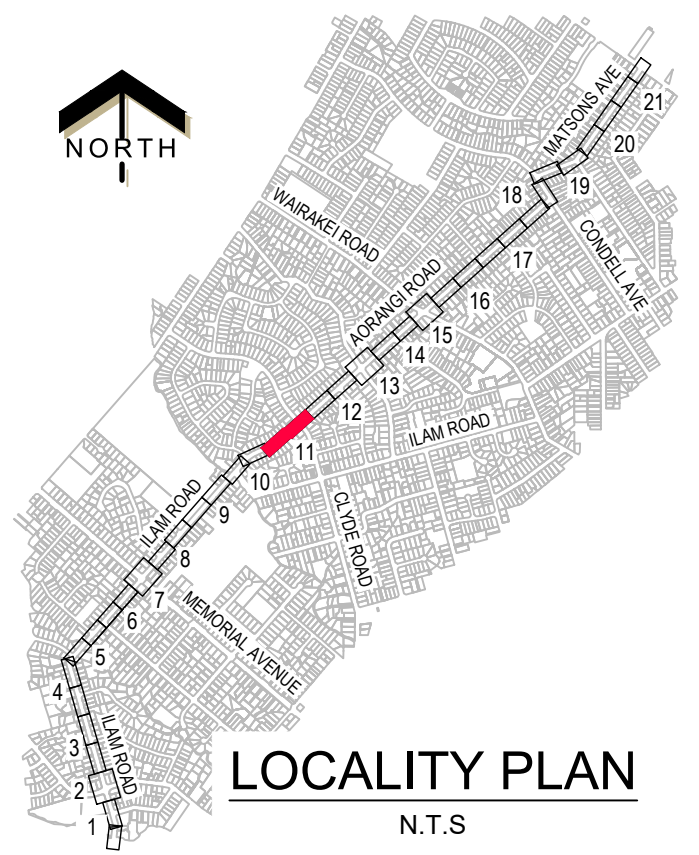 NORTH
MATSONS AVE
21
20
19
18
WAIRAKEI ROAD
CONDELL AVE
17
AORANGI ROAD
16
15
14
13
12
ILAM ROAD
11
10
CLYDE ROAD
ILAM ROAD
9
8
7
MEMORIAL AVENUE
6
5
4
ILAM ROAD
3
2
1
LOCALITY PLAN
N.T.S